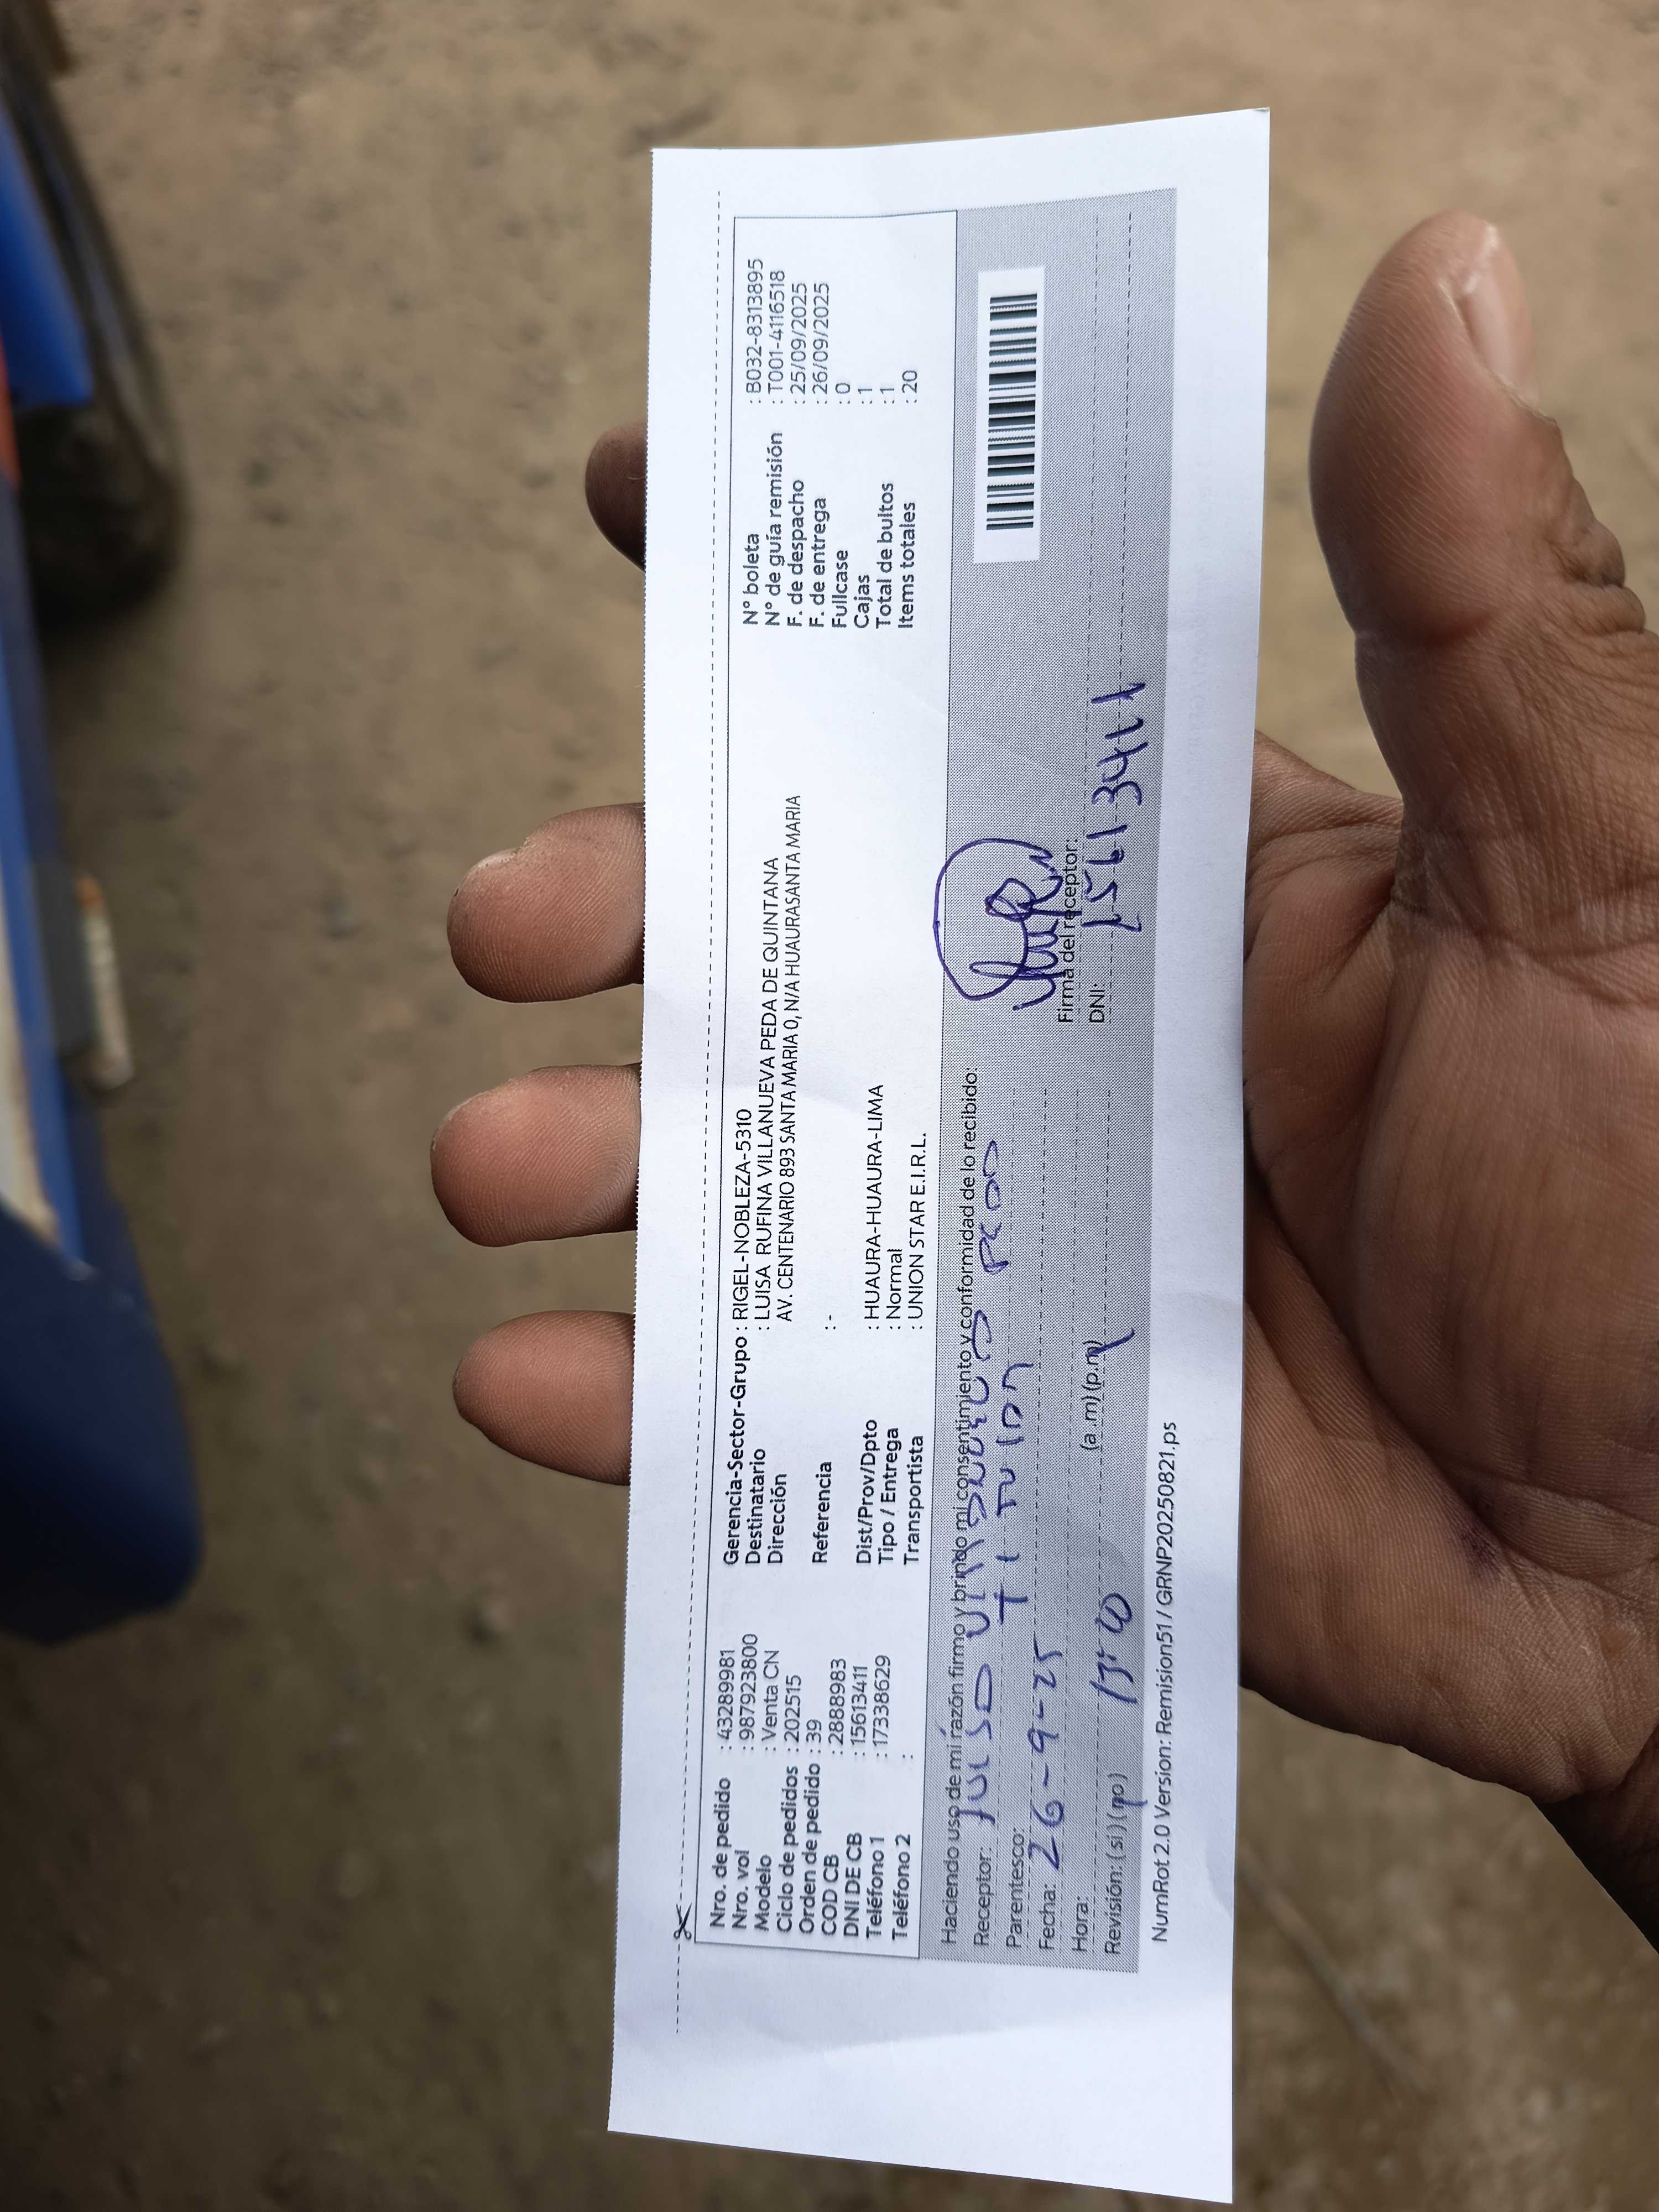 Nro. de pedido : 43289981 Gerencia-Sector-Grupo : RIGEL-NOBLEZA-5310 N° boleta : B032-8313895
Nro. vol : 987923800 Destinatario : LUISA RUFINA VILLANUEVA PEDA DE QUINTANA N° de guía remisión : T001-4116518
Modelo : Venta CN Dirección AV. CENTENARIO 893 SANTA MARIA 0, N/A HUAURASANTA MARIA F. de despacho : 25/09/2025
Ciclo de pedidos : 202515 F. de entrega : 26/09/2025
Orden de pedido : 39 Referencia : - Fullcase : 0
COD CB : 28888983 Cajas : 1
DNI DE CB : 15613411 Dist/Prov/Dpto : HUAURA-HUAURA-LIMA Total de bultos : 1
Teléfono 1 : 17338629 Tipo / Entrega : Normal Items totales : 20
Teléfono 2 : Transportista : UNION STAR E.I.R.L.
Haciendo uso de mi razón firmo y brindo mi consentimiento y conformidad de lo recibido:
Receptor:
Parentesco: Titular
Fecha: 26-9-25 Firma del receptor:
Hora: (a.m) (p.m) DNI: 15613411
Revisión: (si) (no)
NumRot 2.0 Version: Remision51 / GRNP20250821.ps